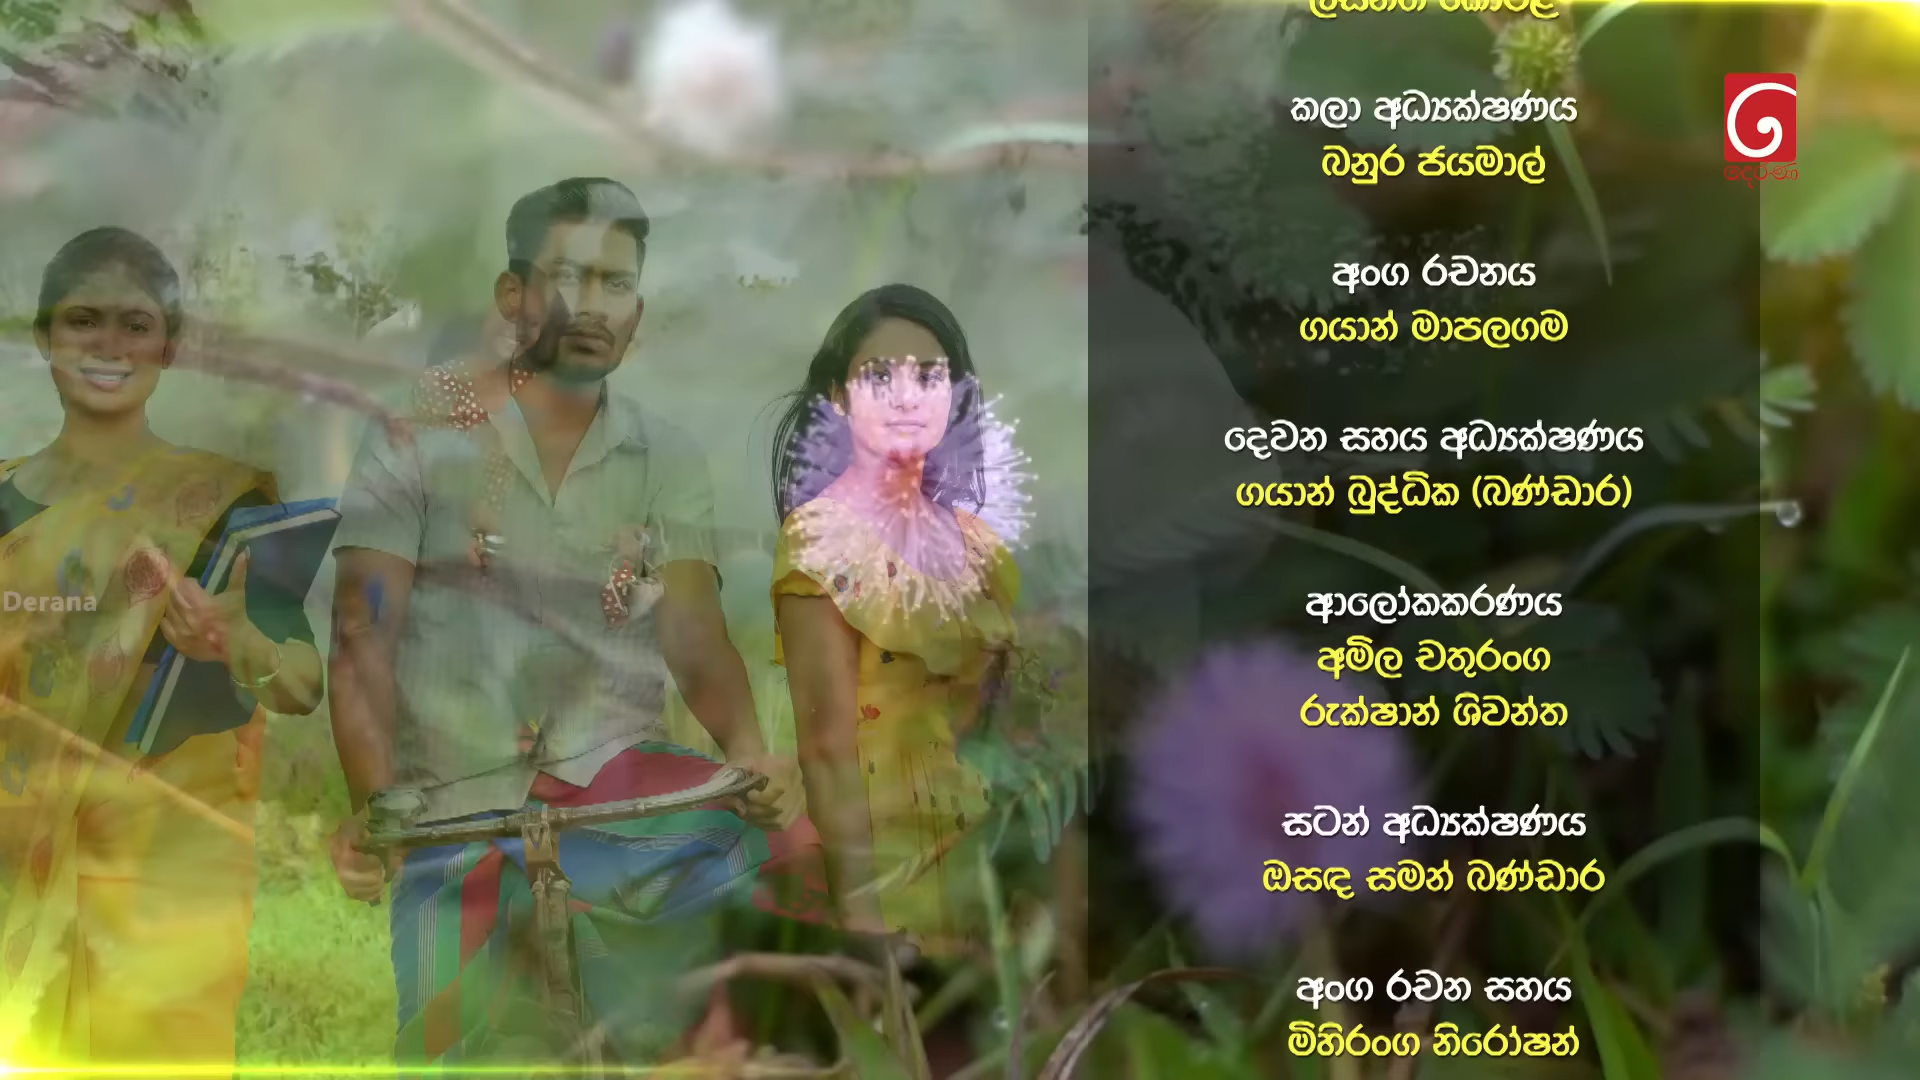 කලා අධ්‍යක්ෂණය
බනුර ජයමාල්
අංග රචනය
ගයාන් මාපලගම
දෙවන සහය අධ්‍යක්ෂණය
ගයාන් බුද්ධික (බණ්ඩාර)
ආලෝකකරණය
අමිල චතුරංග
රුක්ෂාන් ශිවන්ත
සටන් අධ්‍යක්ෂණය
ඔසඳ සමන් බණ්ඩාර
අංග රචන සහය
මිහිරංග නිරෝෂන්
දෙරණ
Derana